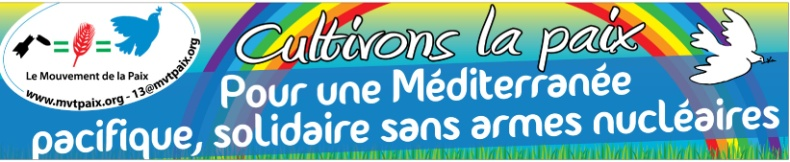 = =
Le Mouvement de la Paix
www.mvtpaix.org - 13@mvtpaix.org
Cultivons la paix
Pour une Méditerranée
pacifique, solidaire sans armes nucléaires